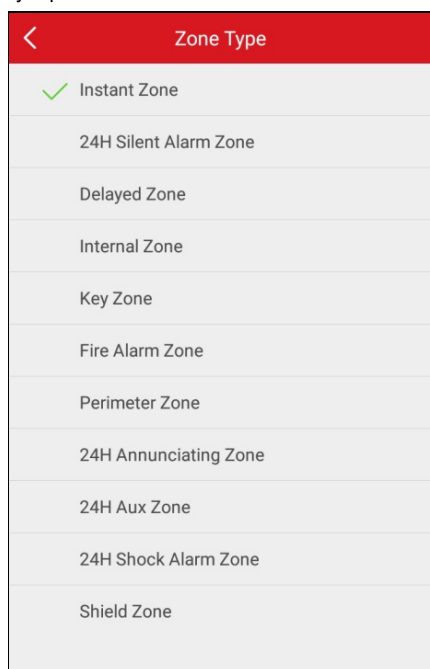 Zone Type
Instant Zone
24H Silent Alarm Zone
Delayed Zone
Internal Zone
Key Zone
Fire Alarm Zone
Perimeter Zone
24H Annunciating Zone
24H Aux Zone
24H Shock Alarm Zone
Shield Zone